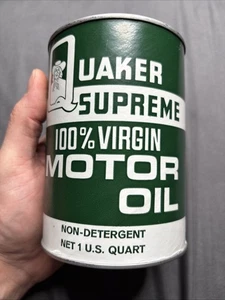 QUAKER
SUPREME
100% VIRGIN
MOTOR
OIL
NON-DETERGENT
NET 1 U.S. QUART